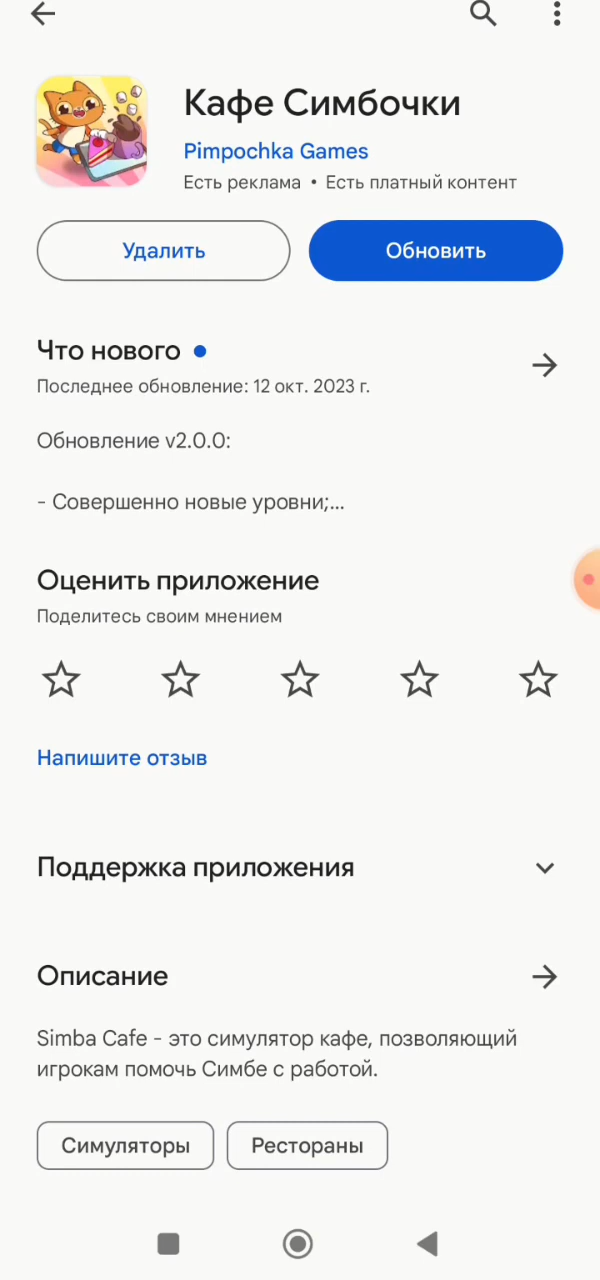 Кафе Симбочки
Pimpochka Games
Есть реклама • Есть платный контент
Удалить
Обновить
Что нового
Последнее обновление: 12 окт. 2023 г.
Обновление v2.0.0:
- Совершенно новые уровни;...
Оценить приложение
Поделитесь своим мнением
Напишите отзыв
Поддержка приложения
Описание
Simba Cafe - это симулятор кафе, позволяющий
игрокам помочь Симбе с работой.
Симуляторы
Рестораны